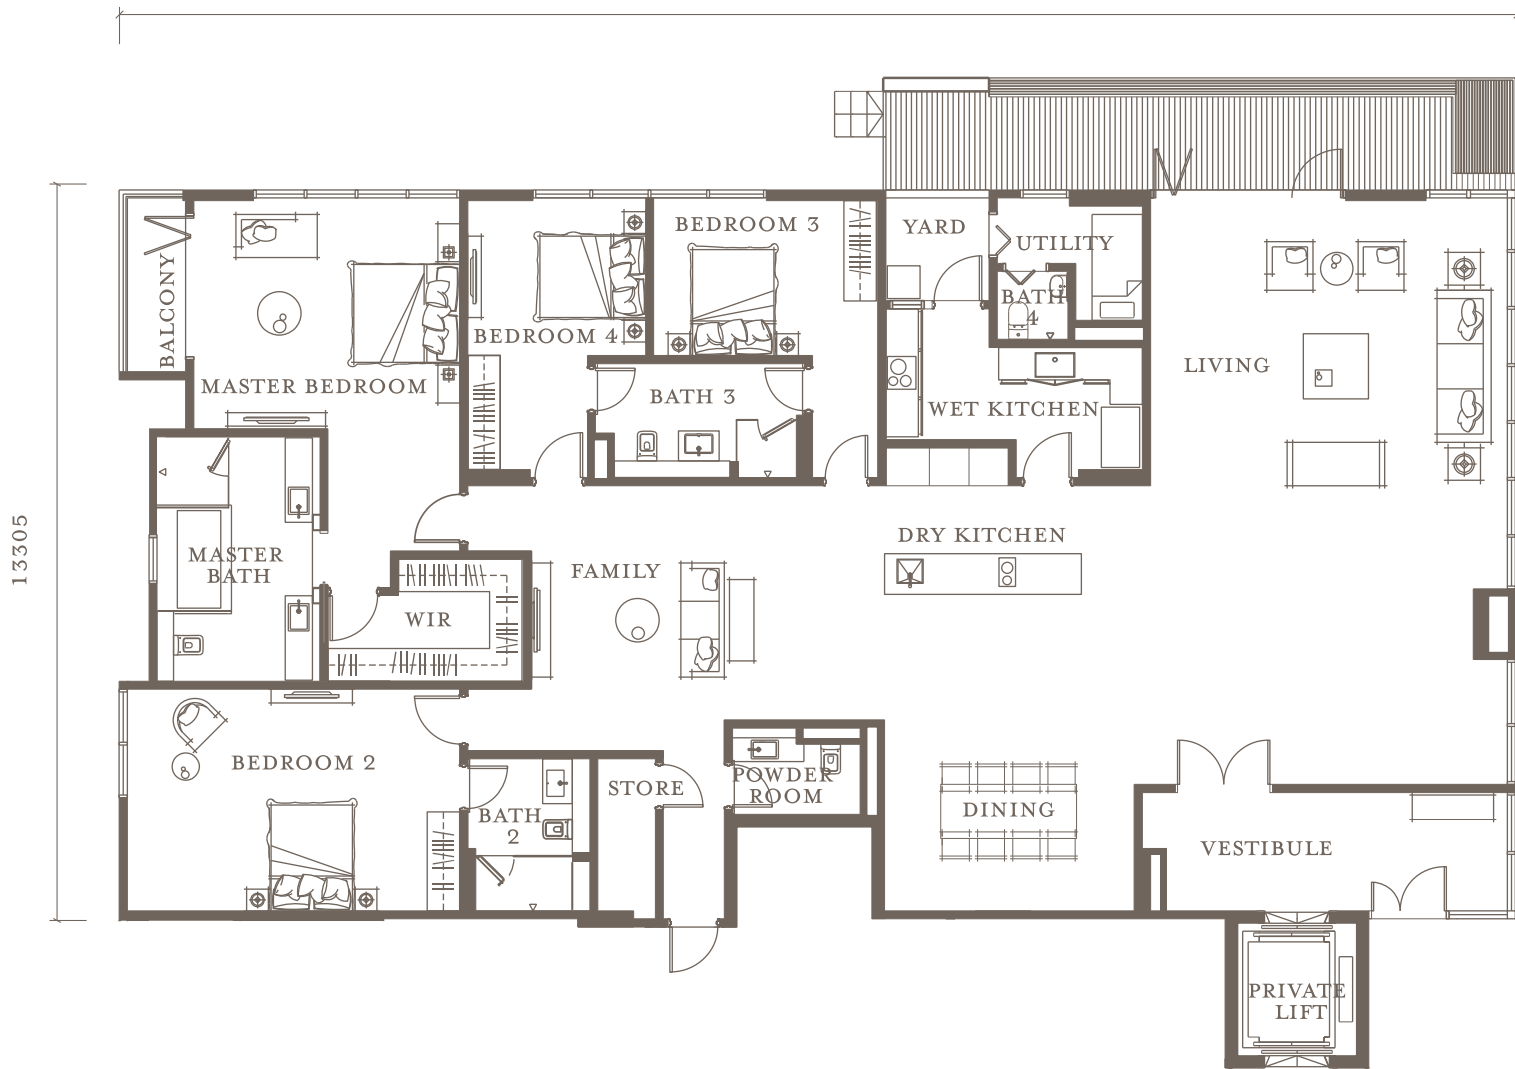 BEDROOM 3
YARD
UTILITY
BALCONY
BATH
4
BEDROOM 4
LIVING
MASTER BEDROOM
BATH 3
WET KITCHEN
DRY KITCHEN
13305
MASTER
BATH
FAMILY
WIR
BEDROOM 2
POWDER
ROOM
STORE
BATH
2
DINING
VESTIBULE
PRIVATE
LIFT